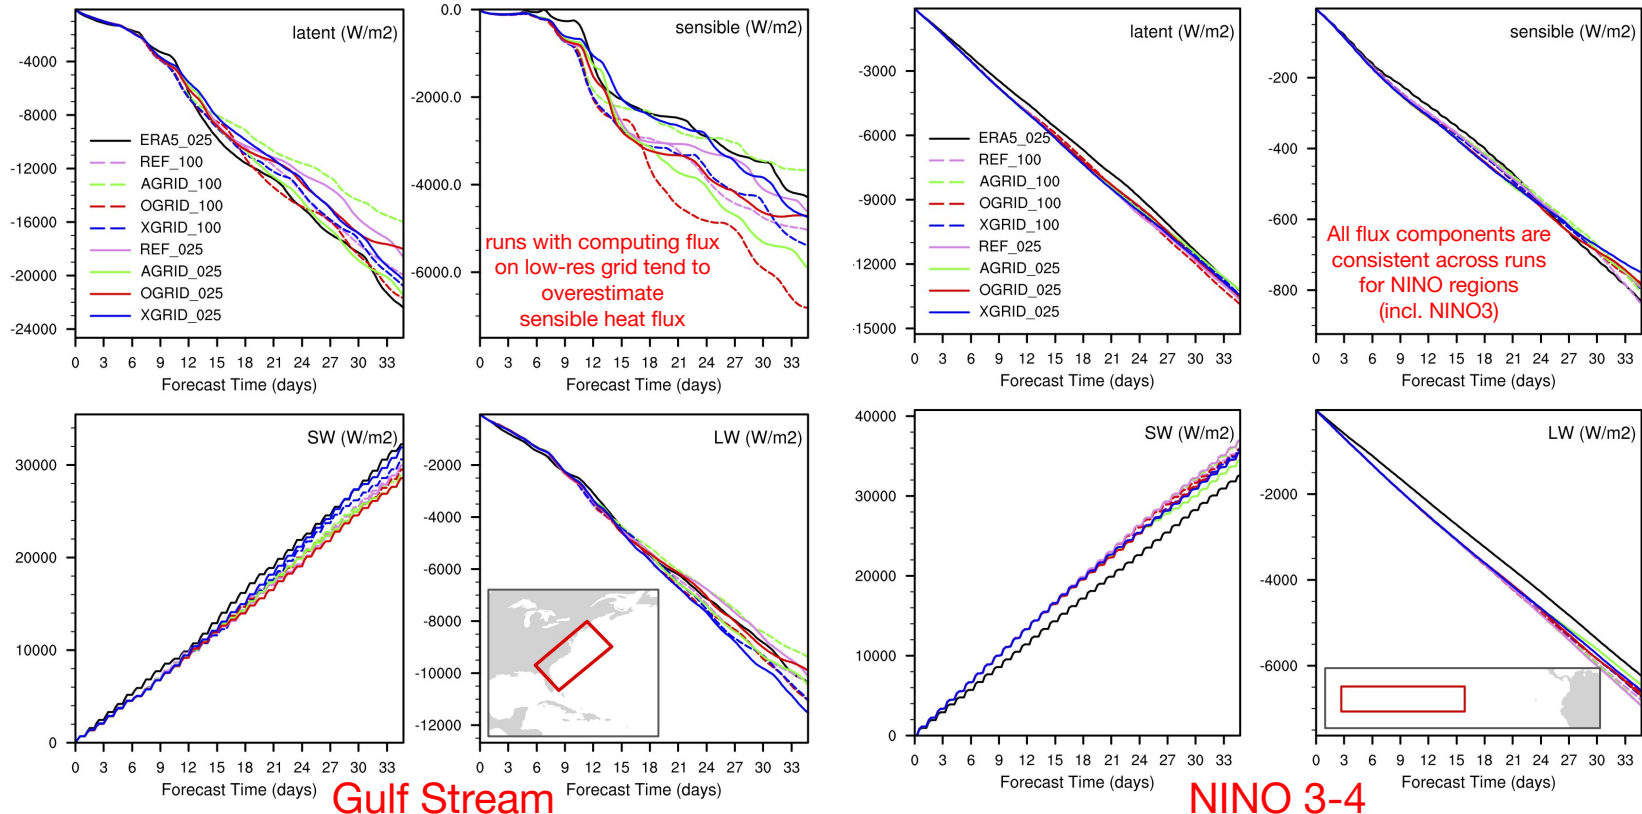 latent (W/m2)
-4000
-8000
-12000
-16000
-20000
-24000
ERA5_025
REF_100
AGRID_100
OGRID_100
XGRID_100
REF_025
AGRID_025
OGRID_025
XGRID_025
0 3 6 9 12 15 18 21 24 27 30 33
Forecast Time (days)
sensible (W/m2)
0.0
-2000.0
-4000.0
-6000.0
runs with computing flux
on low-res grid tend to
overestimate
sensible heat flux
0 3 6 9 12 15 18 21 24 27 30 33
Forecast Time (days)
latent (W/m2)
-3000
-6000
-9000
-12000
-15000
ERA5_025
REF_100
AGRID_100
OGRID_100
XGRID_100
REF_025
AGRID_025
OGRID_025
XGRID_025
0 3 6 9 12 15 18 21 24 27 30 33
Forecast Time (days)
sensible (W/m2)
-200
-400
-600
-800
All flux components are
consistent across runs
for NINO regions
(incl. NINO3)
0 3 6 9 12 15 18 21 24 27 30 33
Forecast Time (days)
SW (W/m2)
30000
20000
10000
0
0 3 6 9 12 15 18 21 24 27 30 33
Forecast Time (days)
LW (W/m2)
-2000
-4000
-6000
-8000
-10000
-12000
0 3 6 9 12 15 18 21 24 27 30 33
Forecast Time (days)
Gulf Stream
SW (W/m2)
40000
30000
20000
10000
0
0 3 6 9 12 15 18 21 24 27 30 33
Forecast Time (days)
LW (W/m2)
-2000
-4000
-6000
0 3 6 9 12 15 18 21 24 27 30 33
Forecast Time (days)
NINO 3-4